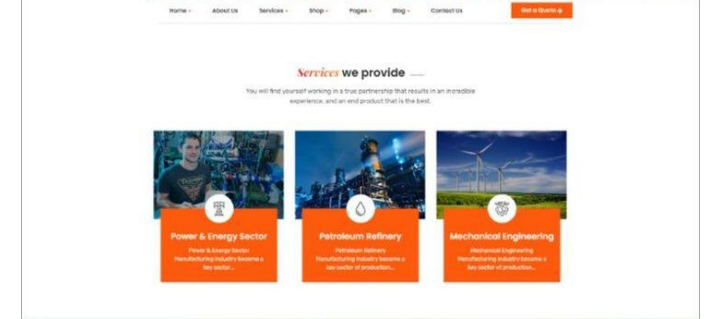 Home
About Us
Services
Shop
Pages
Blog
Contact Us
Get a Quote
Services we provide
You will find yourself working in a true partnership that results in an incredible
experience, and an end product that is the best.
Power & Energy Sector
Power & Energy Sector
Manufacturing industry became a
key sector...
Petroleum Refinery
Petroleum Refinery
Manufacturing industry became a
key sector of production...
Mechanical Engineering
Mechanical Engineering
Manufacturing industry became a
key sector of production...